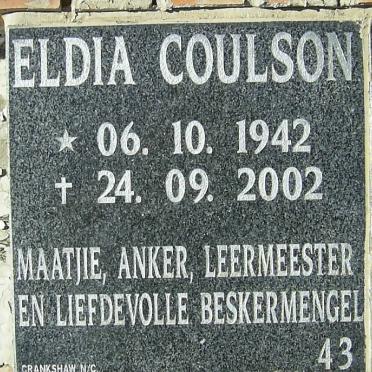 ELDIA COULSON
★ 06. 10. 1942
✝ 24. 09. 2002
MAATJIE, ANKER, LEERMEESTER
EN LIEFDEVOLLE BESKERMENGEL
43
CRANKSHAW N/C